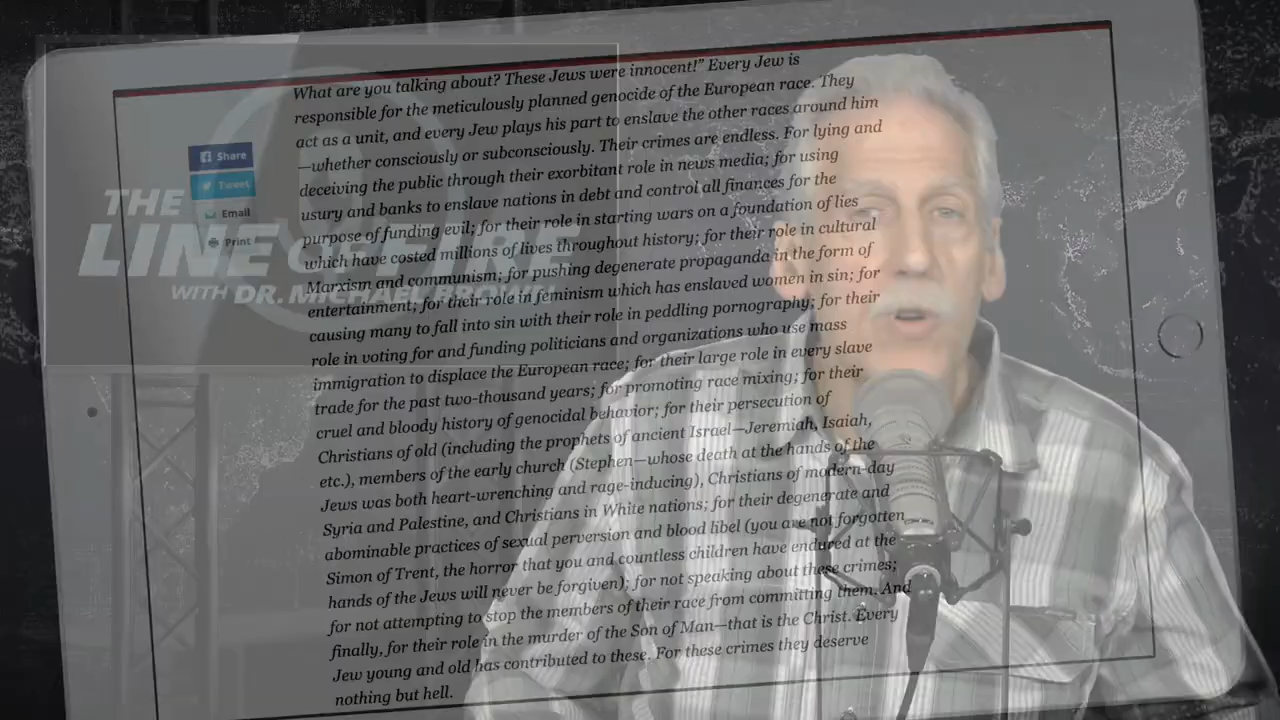 What are you talking about? These Jews were innocent!” Every Jew is
responsible for the meticulously planned genocide of the European race. They
act as a unit, and every Jew plays his part to enslave the other races around him
—whether consciously or subconsciously. Their crimes are endless. For lying and
deceiving the public through their exorbitant role in news media; for using
usury and banks to enslave nations in debt and control all finances for the
purpose of funding evil; for their role in starting wars on a foundation of lies
which have costed millions of lives throughout history; for their role in cultural
Marxism and communism; for pushing degenerate propaganda in the form of
entertainment; for their role in feminism which has enslaved women in sin; for
causing many to fall into sin with their role in peddling pornography; for their
role in voting for and funding politicians and organizations who use mass
immigration to displace the European race; for their large role in every slave
trade for the past two-thousand years; for promoting race mixing; for their
cruel and bloody history of genocidal behavior; for their persecution of
Christians of old (including the prophets of ancient Israel—Jeremiah, Isaiah,
etc.), members of the early church (Stephen—whose death at the hands of the
Jews was both heart-wrenching and rage-inducing), Christians of modern-day
Syria and Palestine, and Christians in White nations; for their degenerate and
abominable practices of sexual perversion and blood libel (you are not forgotten
Simon of Trent, the horror that you and countless children have endured at the
hands of the Jews will never be forgiven); for not speaking about these crimes;
for not attempting to stop the members of their race from committing them. And
finally, for their role in the murder of the Son of Man—that is the Christ. Every
Jew young and old has contributed to these. For these crimes they deserve
nothing but hell.
Share
Tweet
Email
Print
THE
LINE OF FIRE
WITH DR. MICHAEL BROWN